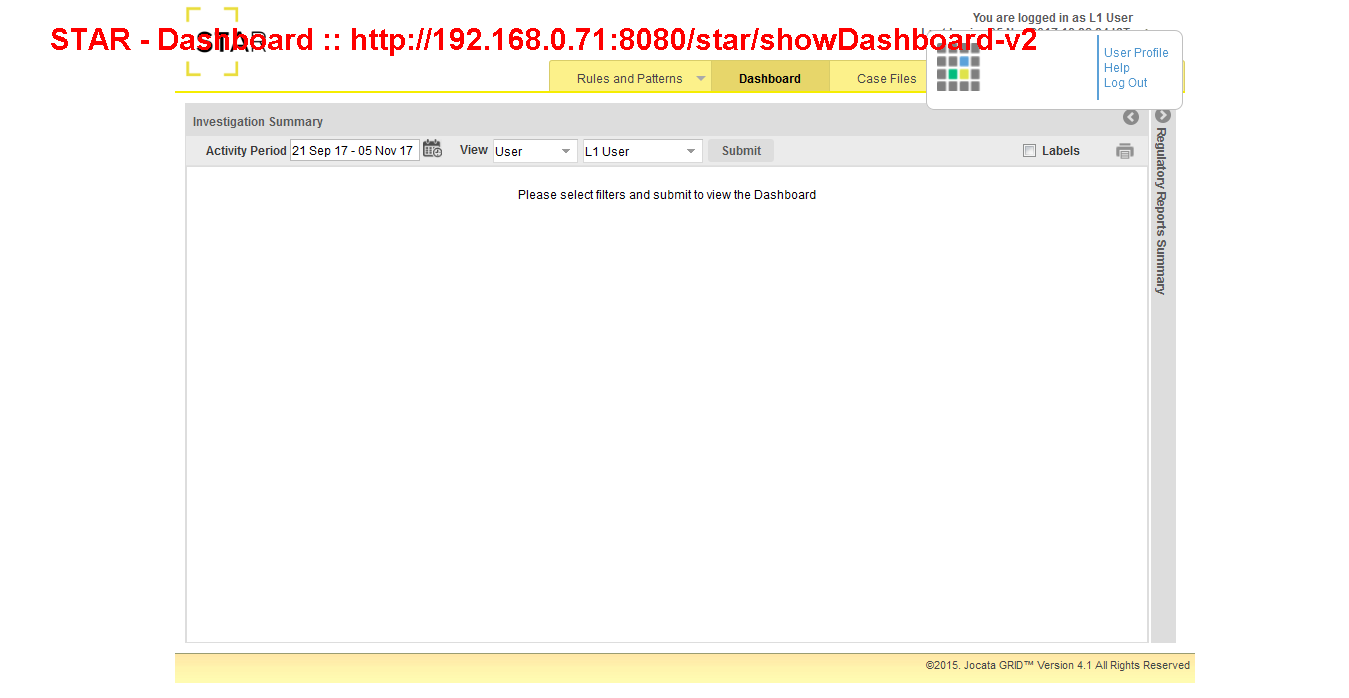 You are logged in as L1 User
STAR - Dashboard :: http://192.168.0.71:8080/star/showDashboard-v2
STAR
User Profile
Help
Log Out
Rules and Patterns
Dashboard
Case Files
Investigation Summary
Activity Period 21 Sep 17 - 05 Nov 17 View User L1 User Submit Labels
Please select filters and submit to view the Dashboard
Regulatory Reports Summary
©2015. Jocata GRID™ Version 4.1 All Rights Reserved